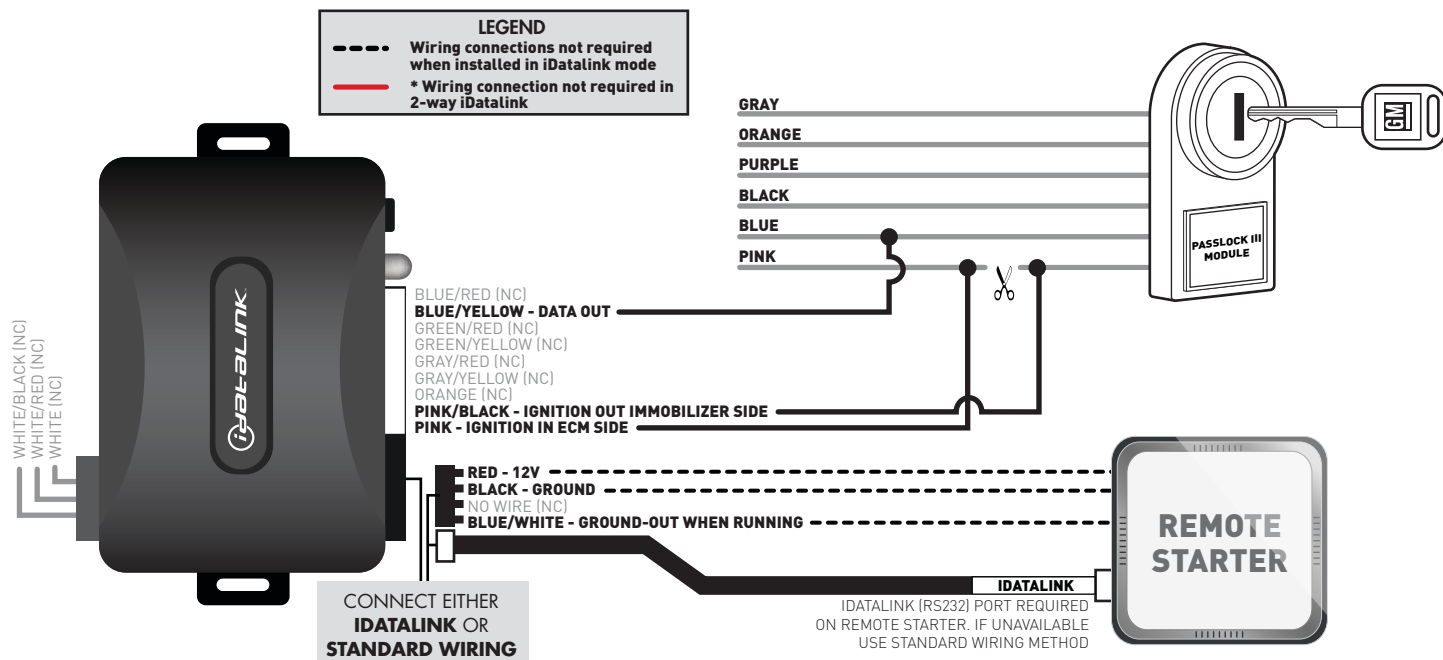 LEGEND
Wiring connections not required
when installed in iDatalink mode
* Wiring connection not required in
2-way iDatalink
GRAY
ORANGE
PURPLE
BLACK
BLUE
PINK
GM
PASSLOCK III
MODULE
BLUE/RED (NC)
BLUE/YELLOW - DATA OUT
GREEN/RED (NC)
GREEN/YELLOW (NC)
GRAY/RED (NC)
GRAY/YELLOW (NC)
ORANGE (NC)
PINK/BLACK - IGNITION OUT IMMOBILIZER SIDE
PINK - IGNITION IN ECM SIDE
idatalink
WHITE/BLACK (NC)
WHITE/RED (NC)
WHITE (NC)
RED - 12V
BLACK - GROUND
NO WIRE (NC)
BLUE/WHITE - GROUND-OUT WHEN RUNNING
REMOTE
STARTER
IDATALINK
CONNECT EITHER
IDATALINK OR
STANDARD WIRING
IDATALINK (RS232) PORT REQUIRED
ON REMOTE STARTER. IF UNAVAILABLE
USE STANDARD WIRING METHOD